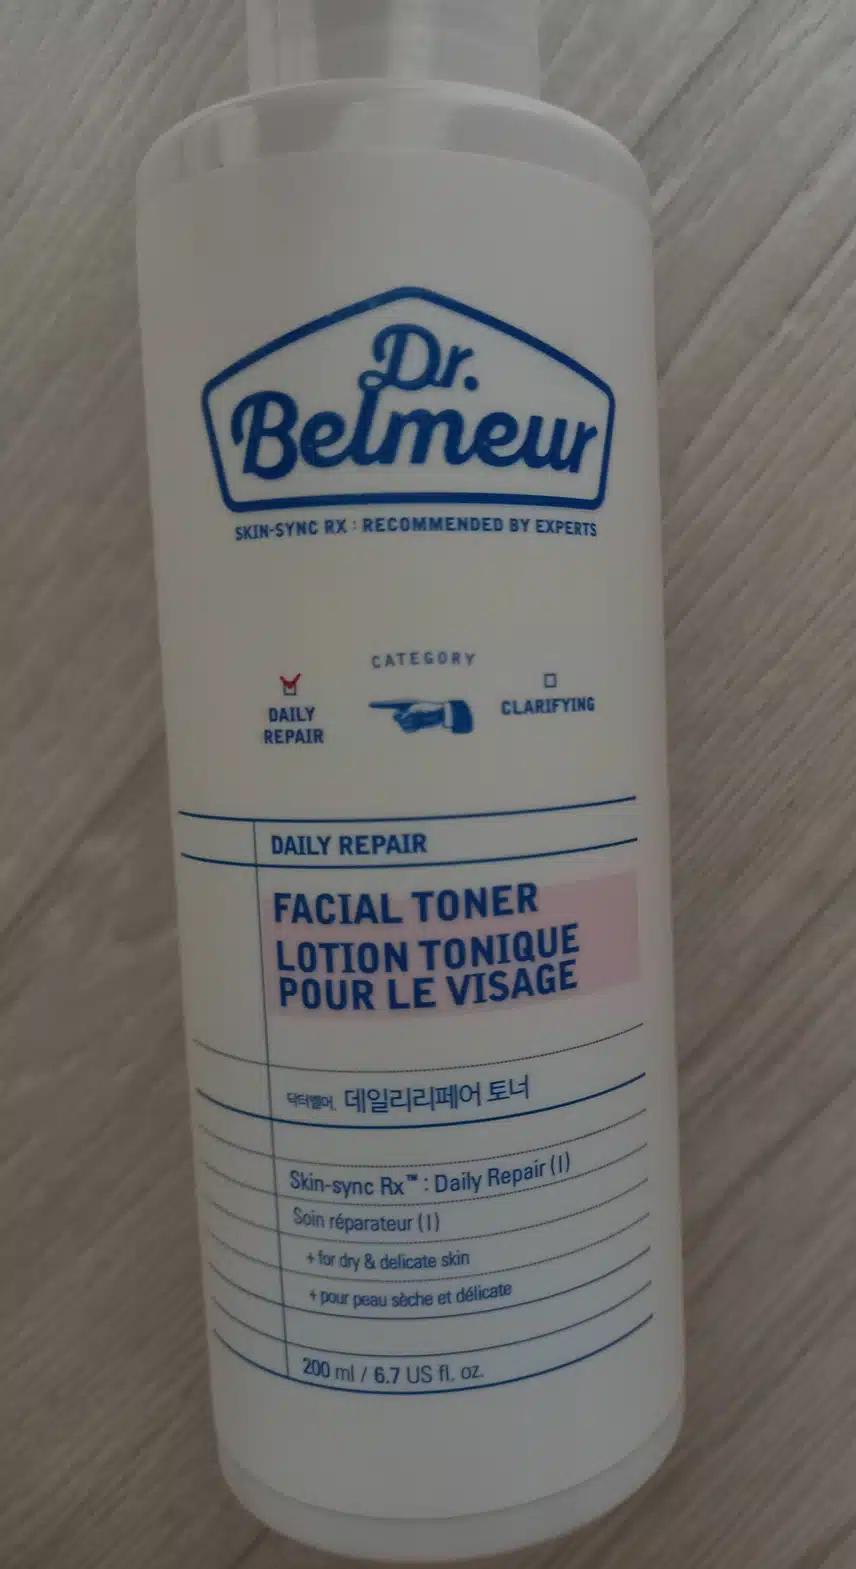 Dr.
Belmeur
SKIN-SYNC RX : RECOMMENDED BY EXPERTS
CATEGORY
DAILY
REPAIR
CLARIFYING
DAILY REPAIR
FACIAL TONER
LOTION TONIQUE
POUR LE VISAGE
닥터벨머. 데일리리페어 토너
Skin-sync Rx™ : Daily Repair (I)
Soin réparateur (I)
+ for dry & delicate skin
+ pour peau sèche et délicate
200 ml / 6.7 US fl. oz.